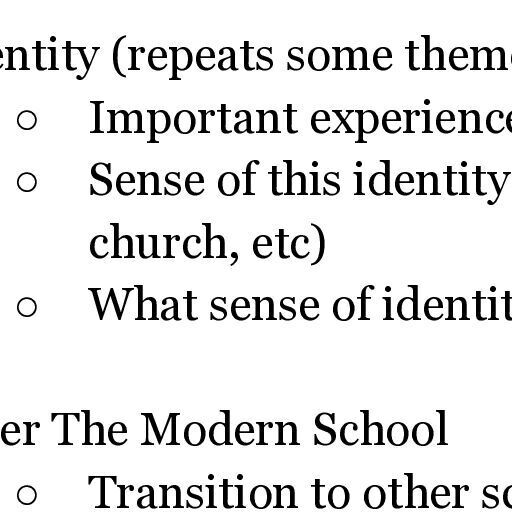 entity (repeats some theme
○ Important experience
○ Sense of this identity
church, etc)
○ What sense of identit
er The Modern School
○ Transition to other sc